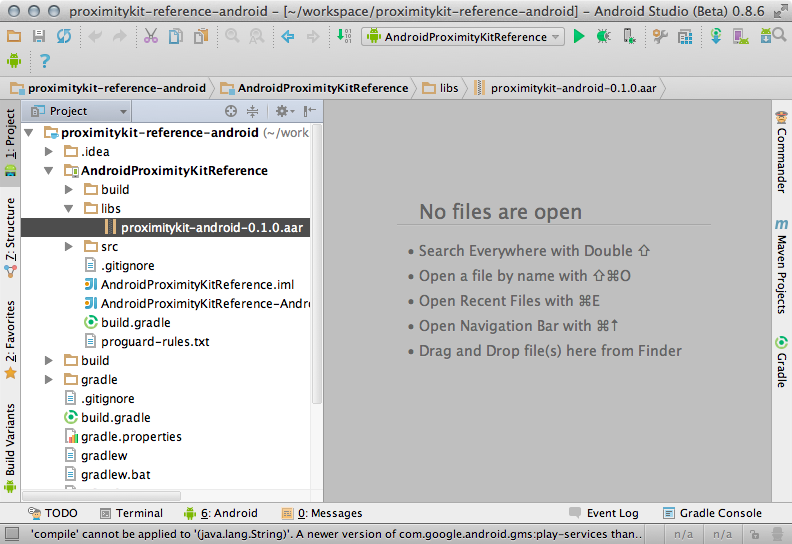 proximitykit-reference-android – [~/workspace/proximitykit-reference-android] – Android Studio (Beta) 0.8.6
AndroidProximityKitReference
?
proximitykit-reference-android AndroidProximityKitReference libs proximitykit-android-0.1.0.aar
1: Project
Z: Structure
2: Favorites
Build Variants
Project
proximitykit-reference-android (~/work
.idea
AndroidProximityKitReference
build
libs
proximitykit-android-0.1.0.aar
src
.gitignore
AndroidProximityKitReference.iml
AndroidProximityKitReference-Andr
build.gradle
proguard-rules.txt
build
gradle
.gitignore
build.gradle
gradle.properties
gradlew
gradlew.bat
No files are open
• Search Everywhere with Double ⇧
• Open a file by name with ⇧⌘O
• Open Recent Files with ⌘E
• Open Navigation Bar with ⌘↑
• Drag and Drop file(s) here from Finder
Commander
m Maven Projects
Gradle
TODO Terminal 6: Android 0: Messages Event Log Gradle Console
'compile' cannot be applied to '(java.lang.String)'. A newer version of com.google.android.gms:play-services than.. n/a n/a